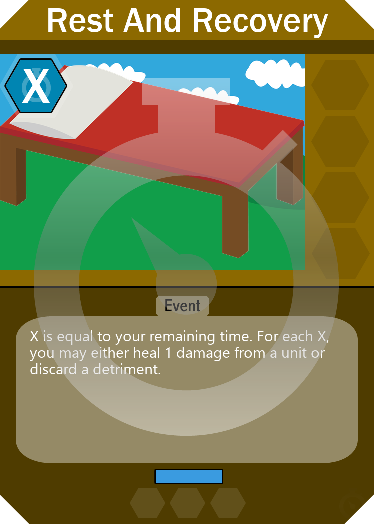 Rest And Recovery
X
Event
X is equal to your remaining time. For each X,
you may either heal 1 damage from a unit or
discard a detriment.